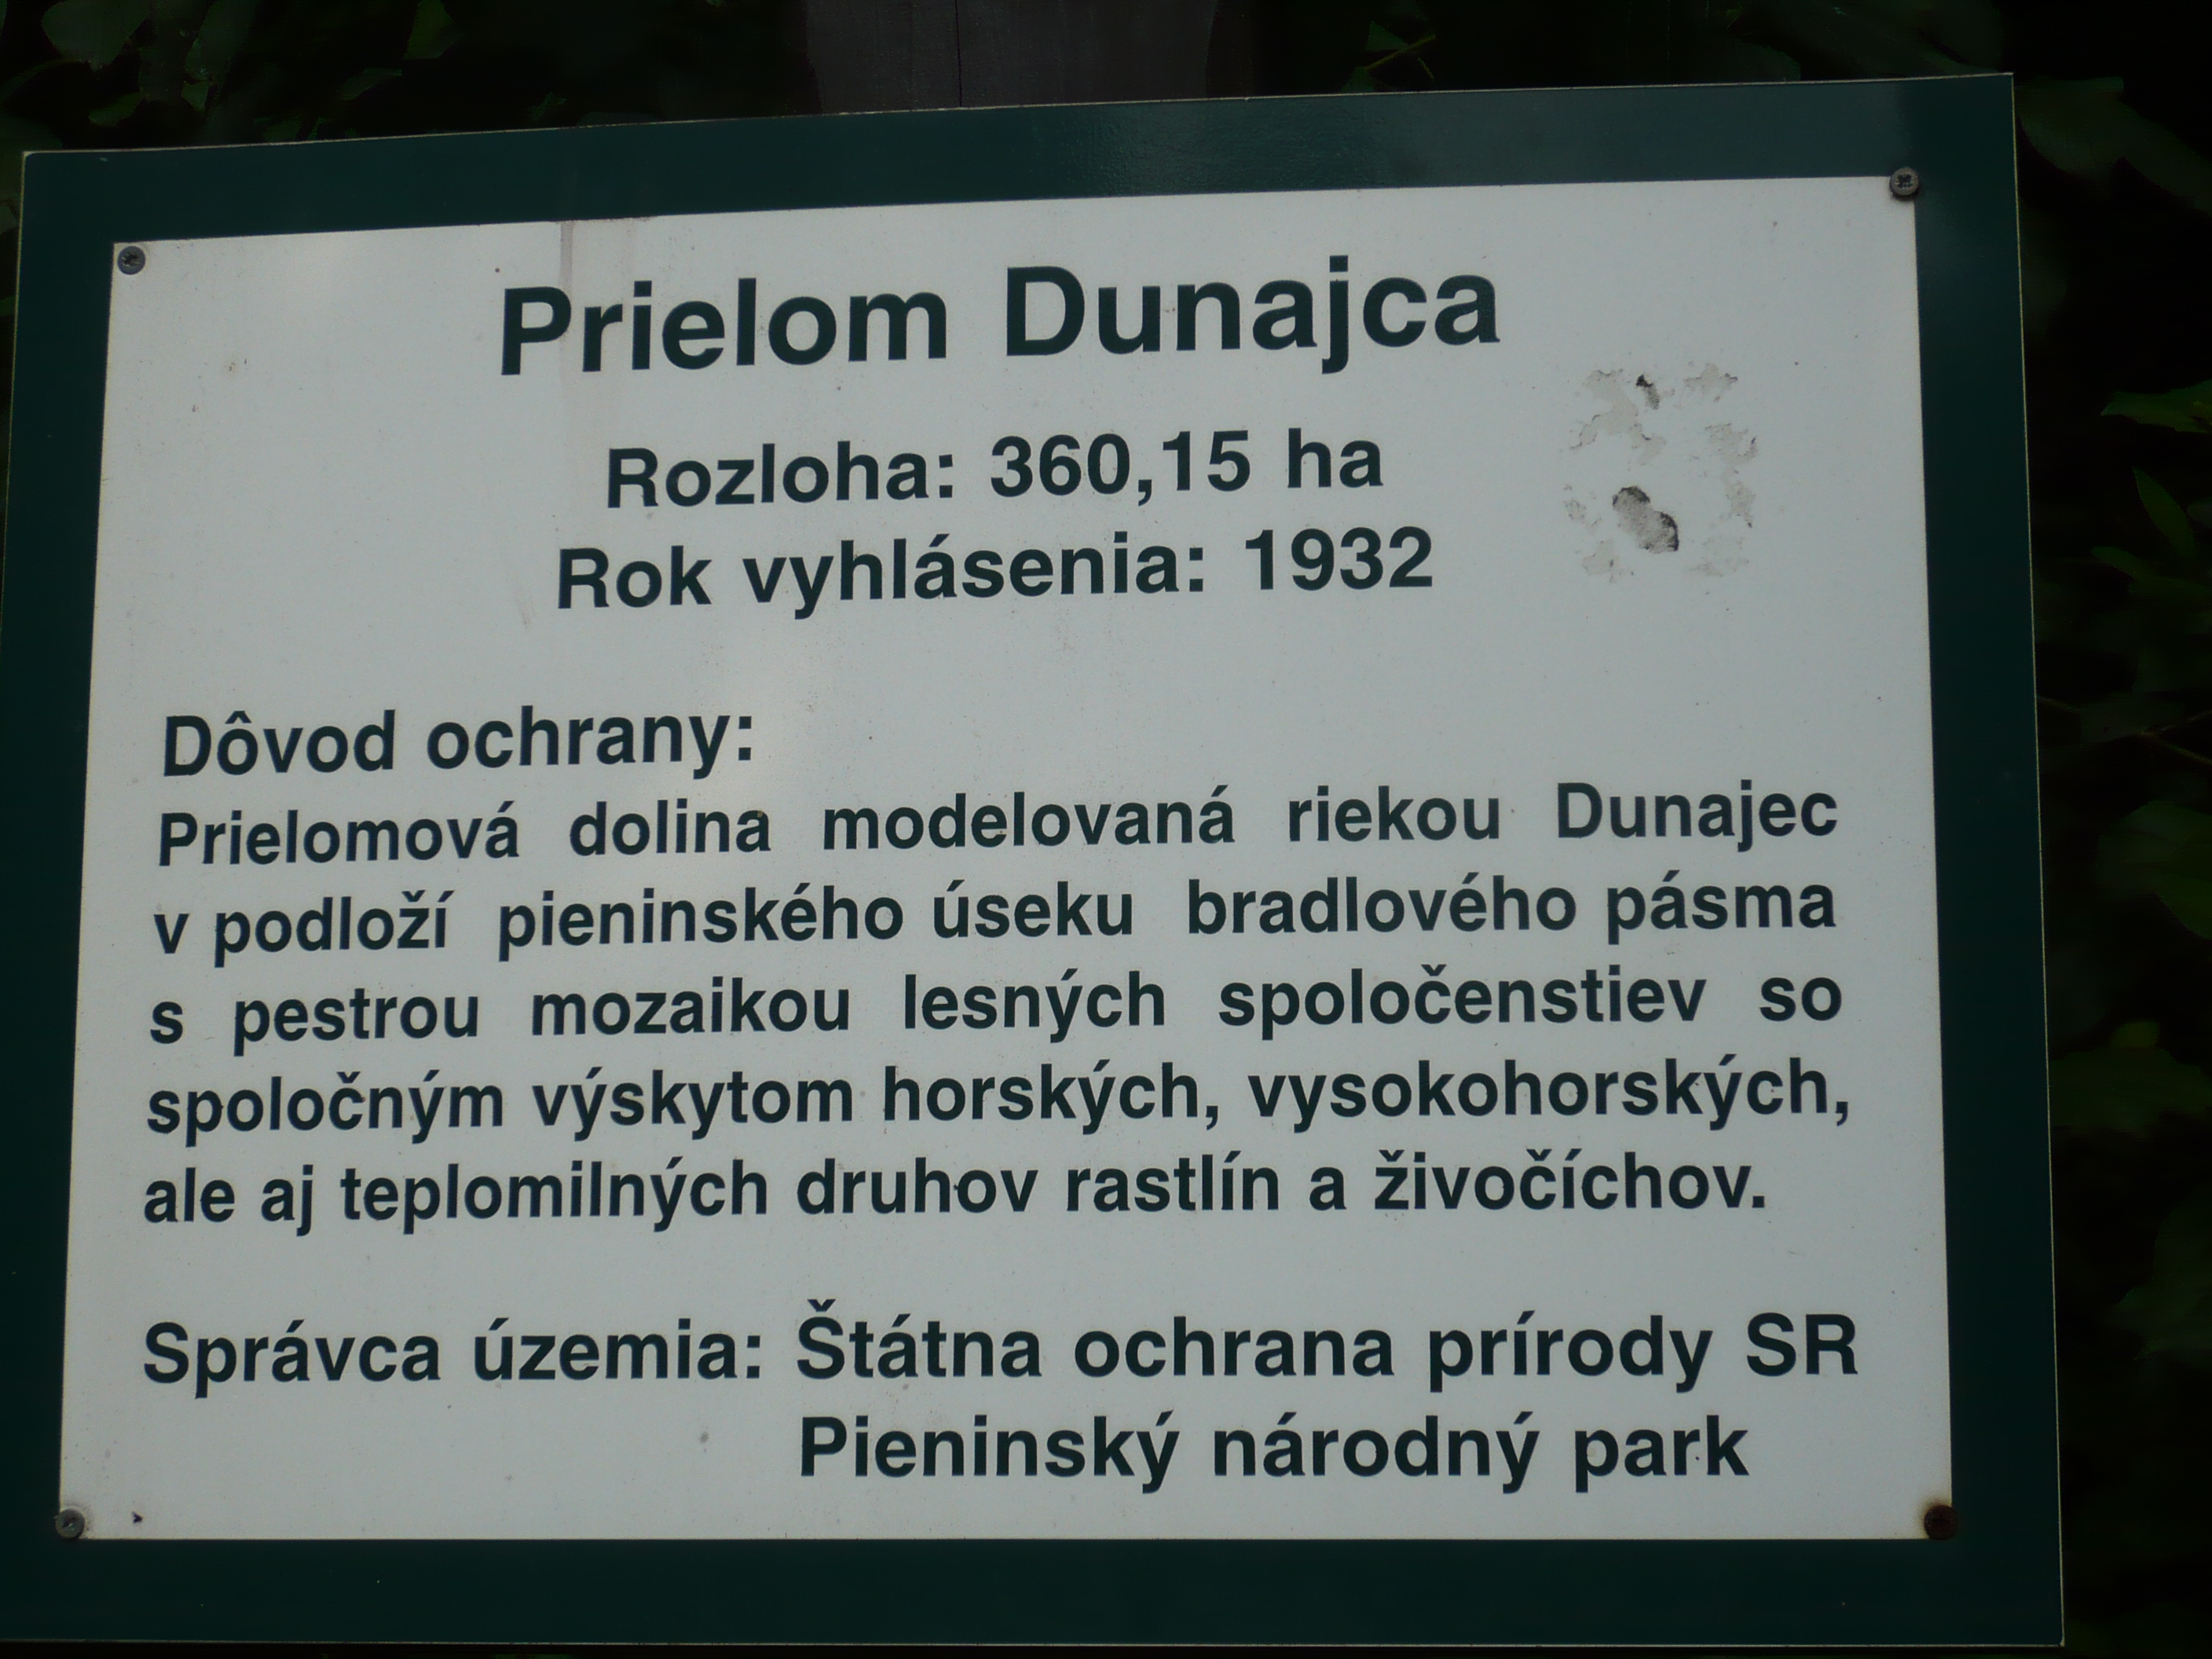 Prielom Dunajca
Rozloha: 360,15 ha
Rok vyhlásenia: 1932
Dôvod ochrany:
Prielomová dolina modelovaná riekou Dunajec
v podloží pieninského úseku bradlového pásma
s pestrou mozaikou lesných spoločenstiev so
spoločným výskytom horských, vysokohorských,
ale aj teplomilných druhov rastlín a živočíchov.
Správca územia: Štátna ochrana prírody SR
Pieninský národný park